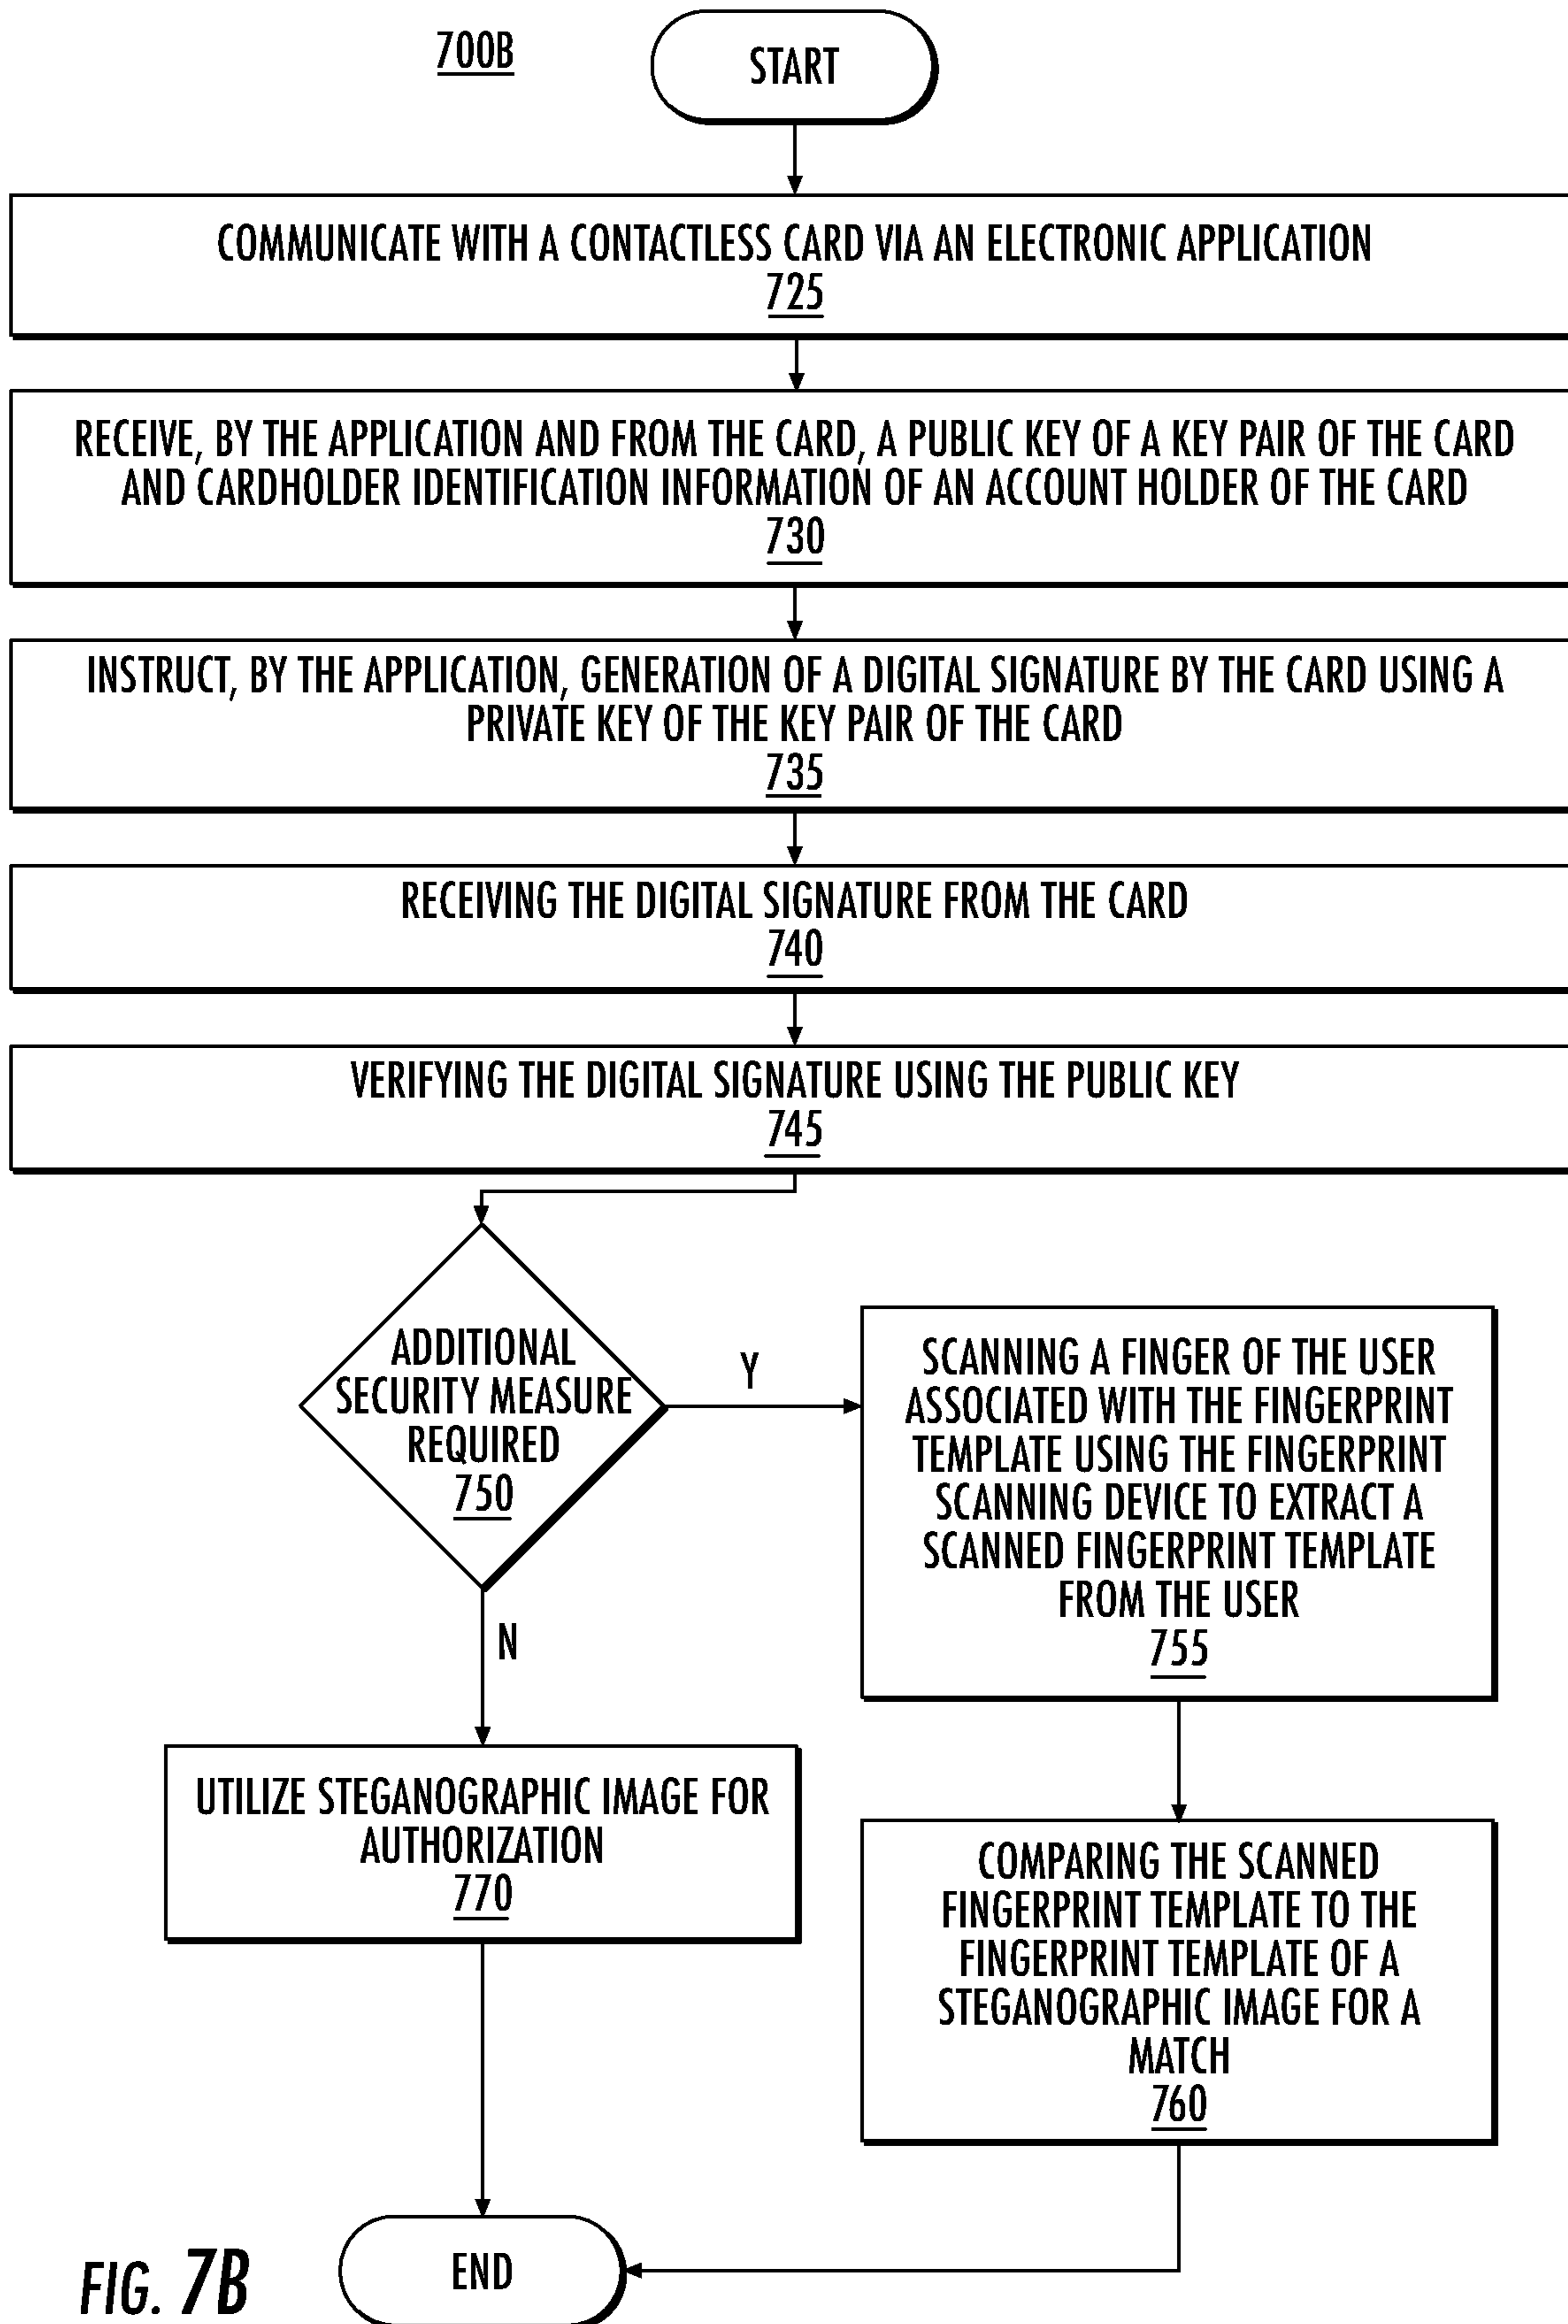 700B
START
COMMUNICATE WITH A CONTACTLESS CARD VIA AN ELECTRONIC APPLICATION
725
RECEIVE, BY THE APPLICATION AND FROM THE CARD, A PUBLIC KEY OF A KEY PAIR OF THE CARD
AND CARDHOLDER IDENTIFICATION INFORMATION OF AN ACCOUNT HOLDER OF THE CARD
730
INSTRUCT, BY THE APPLICATION, GENERATION OF A DIGITAL SIGNATURE BY THE CARD USING A
PRIVATE KEY OF THE KEY PAIR OF THE CARD
735
RECEIVING THE DIGITAL SIGNATURE FROM THE CARD
740
VERIFYING THE DIGITAL SIGNATURE USING THE PUBLIC KEY
745
ADDITIONAL
SECURITY MEASURE
REQUIRED
750
Y
SCANNING A FINGER OF THE USER
ASSOCIATED WITH THE FINGERPRINT
TEMPLATE USING THE FINGERPRINT
SCANNING DEVICE TO EXTRACT A
SCANNED FINGERPRINT TEMPLATE
FROM THE USER
755
N
UTILIZE STEGANOGRAPHIC IMAGE FOR
AUTHORIZATION
770
COMPARING THE SCANNED
FINGERPRINT TEMPLATE TO THE
FINGERPRINT TEMPLATE OF A
STEGANOGRAPHIC IMAGE FOR A
MATCH
760
END
FIG. 7B